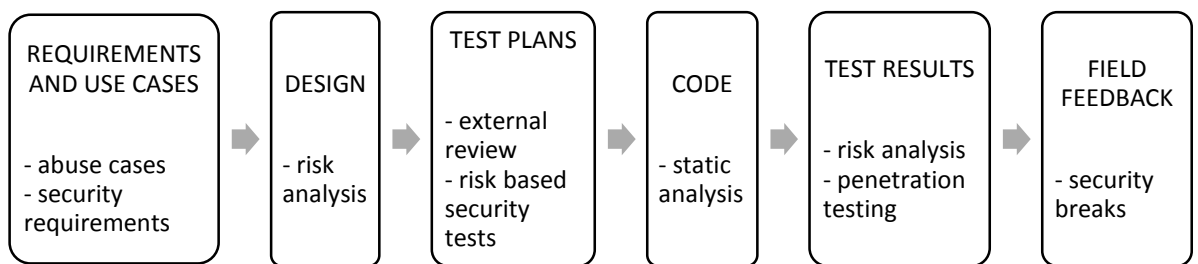 REQUIREMENTS
AND USE CASES
- abuse cases
- security
requirements
DESIGN
- risk
analysis
TEST PLANS
- external
review
- risk based
security
tests
CODE
- static
analysis
TEST RESULTS
- risk analysis
- penetration
testing
FIELD
FEEDBACK
- security
breaks